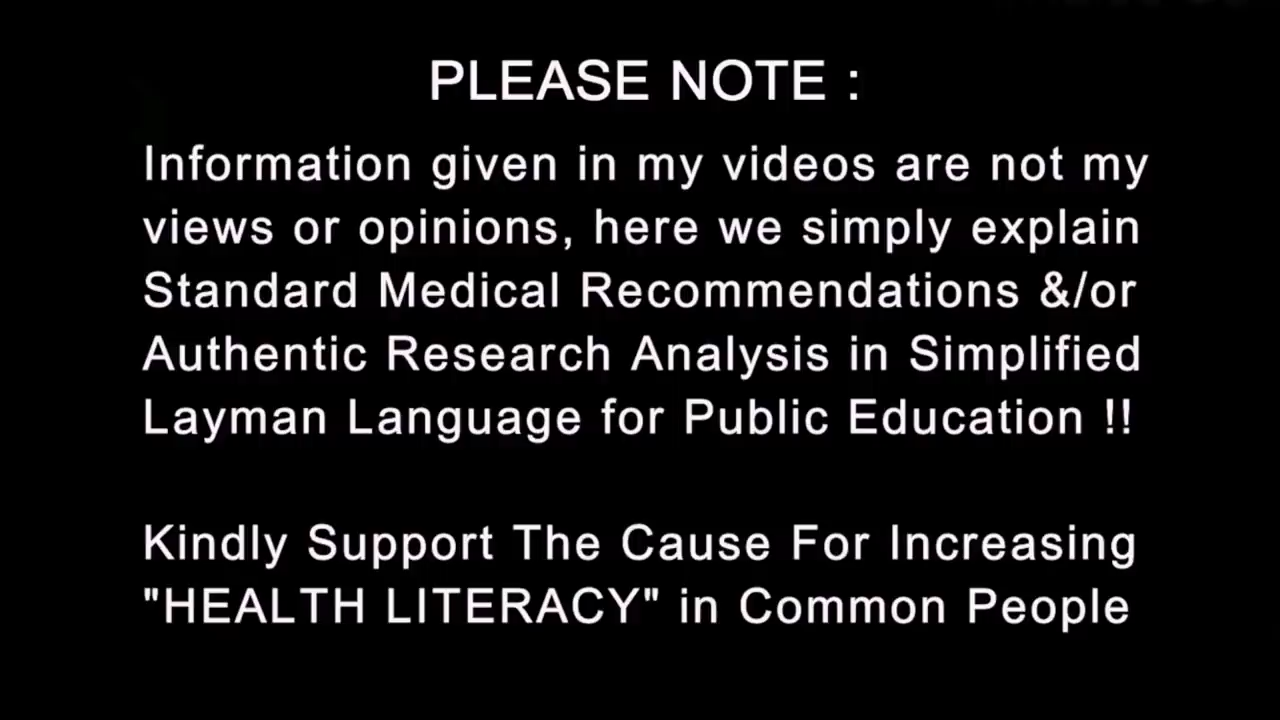 PLEASE NOTE :
Information given in my videos are not my
views or opinions, here we simply explain
Standard Medical Recommendations &/or
Authentic Research Analysis in Simplified
Layman Language for Public Education !!
Kindly Support The Cause For Increasing
"HEALTH LITERACY" in Common People